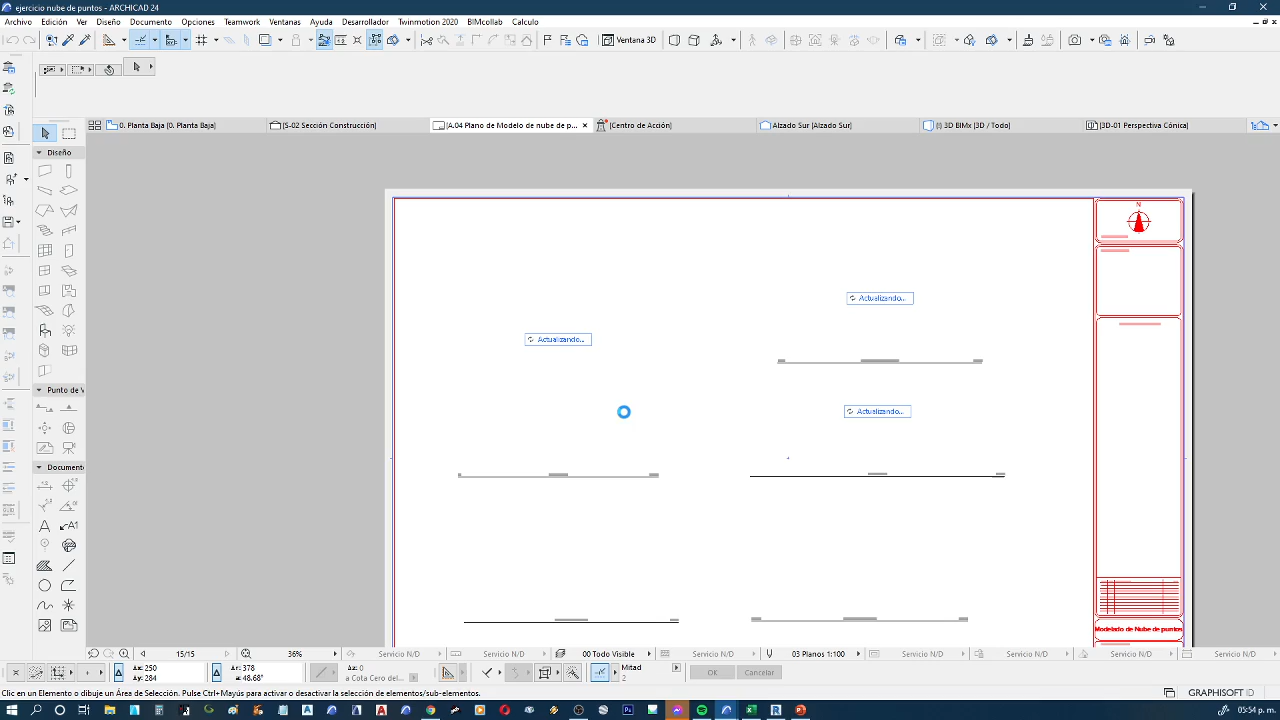 ejercicio nube de puntos - ARCHICAD 24
Archivo Edición Ver Diseño Documento Opciones Teamwork Ventanas Ayuda Desarrollador Twinmotion 2020 BIMcollab Calculo
Ventana 3D
0. Planta Baja [0. Planta Baja]
[S-02 Sección Construcción]
[A.04 Plano de Modelo de nube de p...
[Centro de Acción]
Alzado Sur [Alzado Sur]
(!) 3D BIMx [3D / Todo]
[3D-01 Perspectiva Cónica]
Diseño
N
Actualizando...
Actualizando...
Actualizando...
Punto de V
Documento
A
A1
Modelado de Nube de puntos
15/15
36%
Servicio N/D
Servicio N/D
00 Todo Visible
Servicio N/D
03 Planos 1:100
Servicio N/D
Servicio N/D
Servicio N/D
Servicio N/D
Δx: 250
Δy: 284
Δr: 378
48.68°
Δz: 0
a Cota Cero del...
Mitad
2
OK
Cancelar
Clic en un Elemento o dibuje un Área de Selección. Pulse Ctrl+Mayús para activar o desactivar la selección de elementos/sub-elementos.
GRAPHISOFT ID
05:54 p. m.